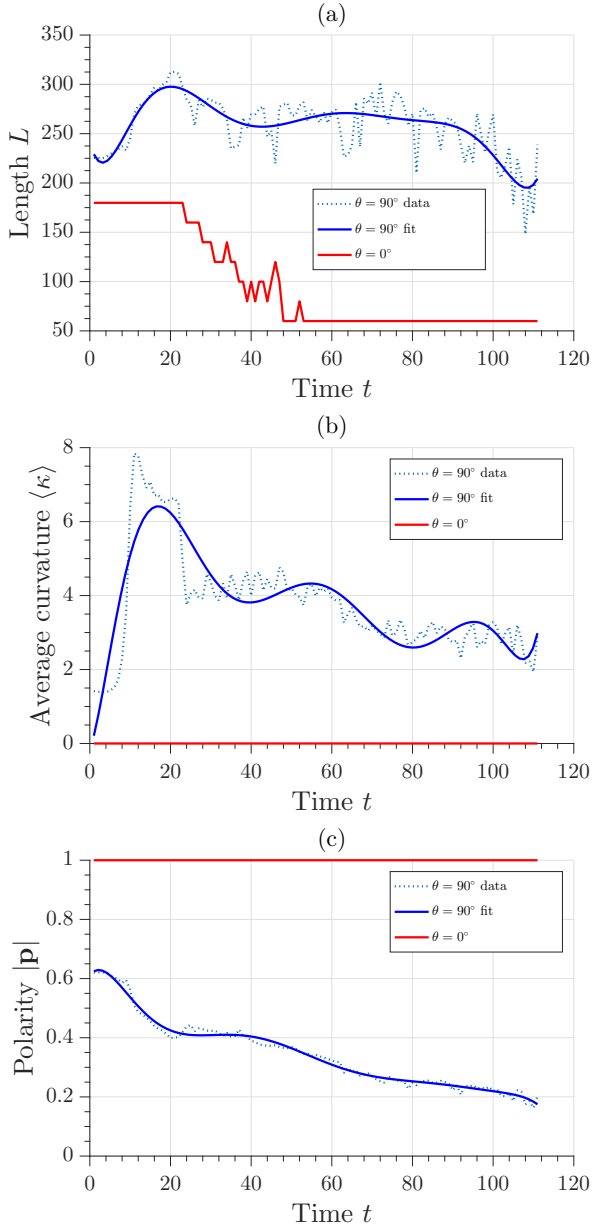 (a)
350
300
250
200
150
100
50
Length L
θ = 90° data
θ = 90° fit
θ = 0°
0 20 40 60 80 100 120
Time t
(b)
8
6
4
2
0
Average curvature ⟨κ⟩
θ = 90° data
θ = 90° fit
θ = 0°
0 20 40 60 80 100 120
Time t
(c)
1
0.8
0.6
0.4
0.2
0
Polarity |p|
θ = 90° data
θ = 90° fit
θ = 0°
0 20 40 60 80 100 120
Time t